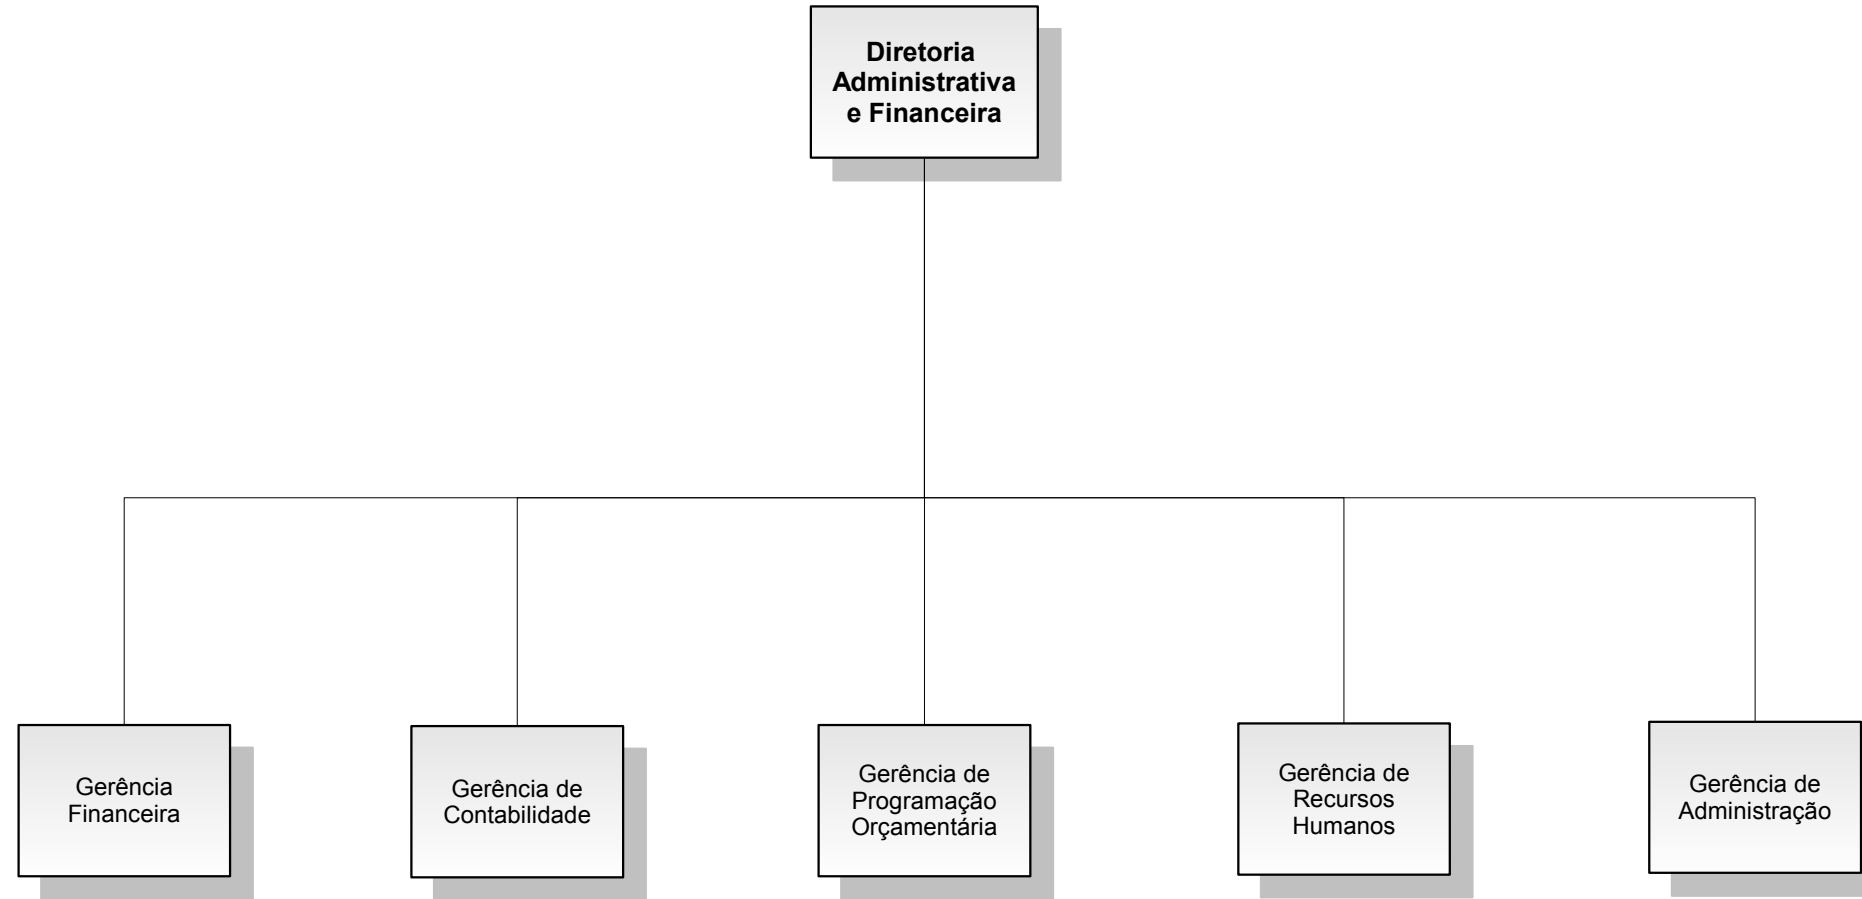 Diretoria
Administrativa
e Financeira
Gerência
Financeira
Gerência de
Contabilidade
Gerência de
Programação
Orçamentária
Gerência de
Recursos
Humanos
Gerência de
Administração